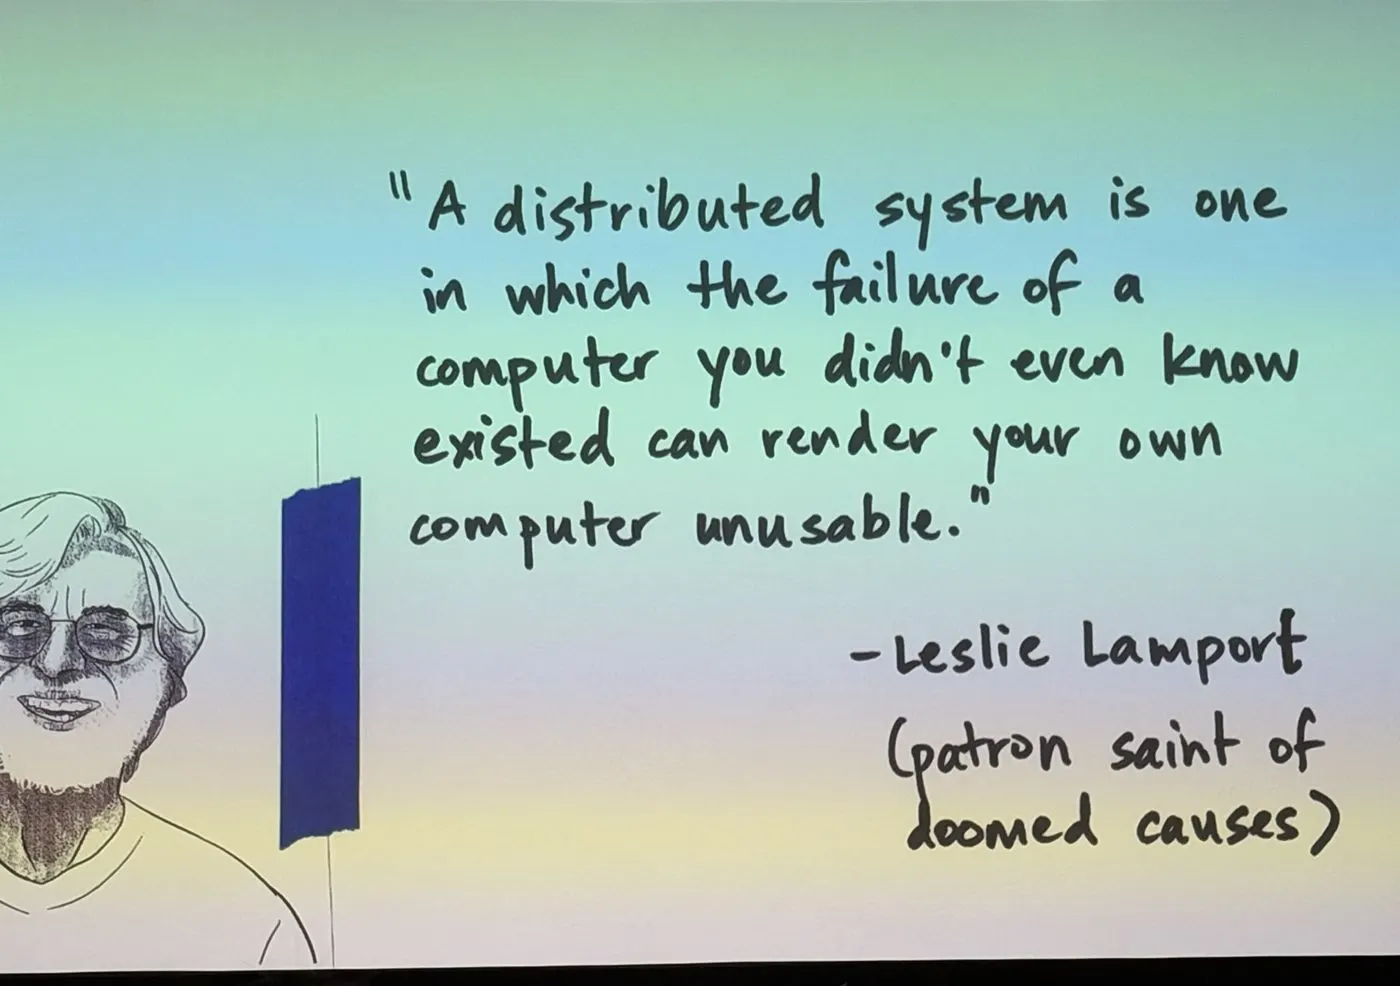 "A distributed system is one
in which the failure of a
computer you didn't even know
existed can render your own
computer unusable."
-Leslie Lamport
(patron saint of
doomed causes)